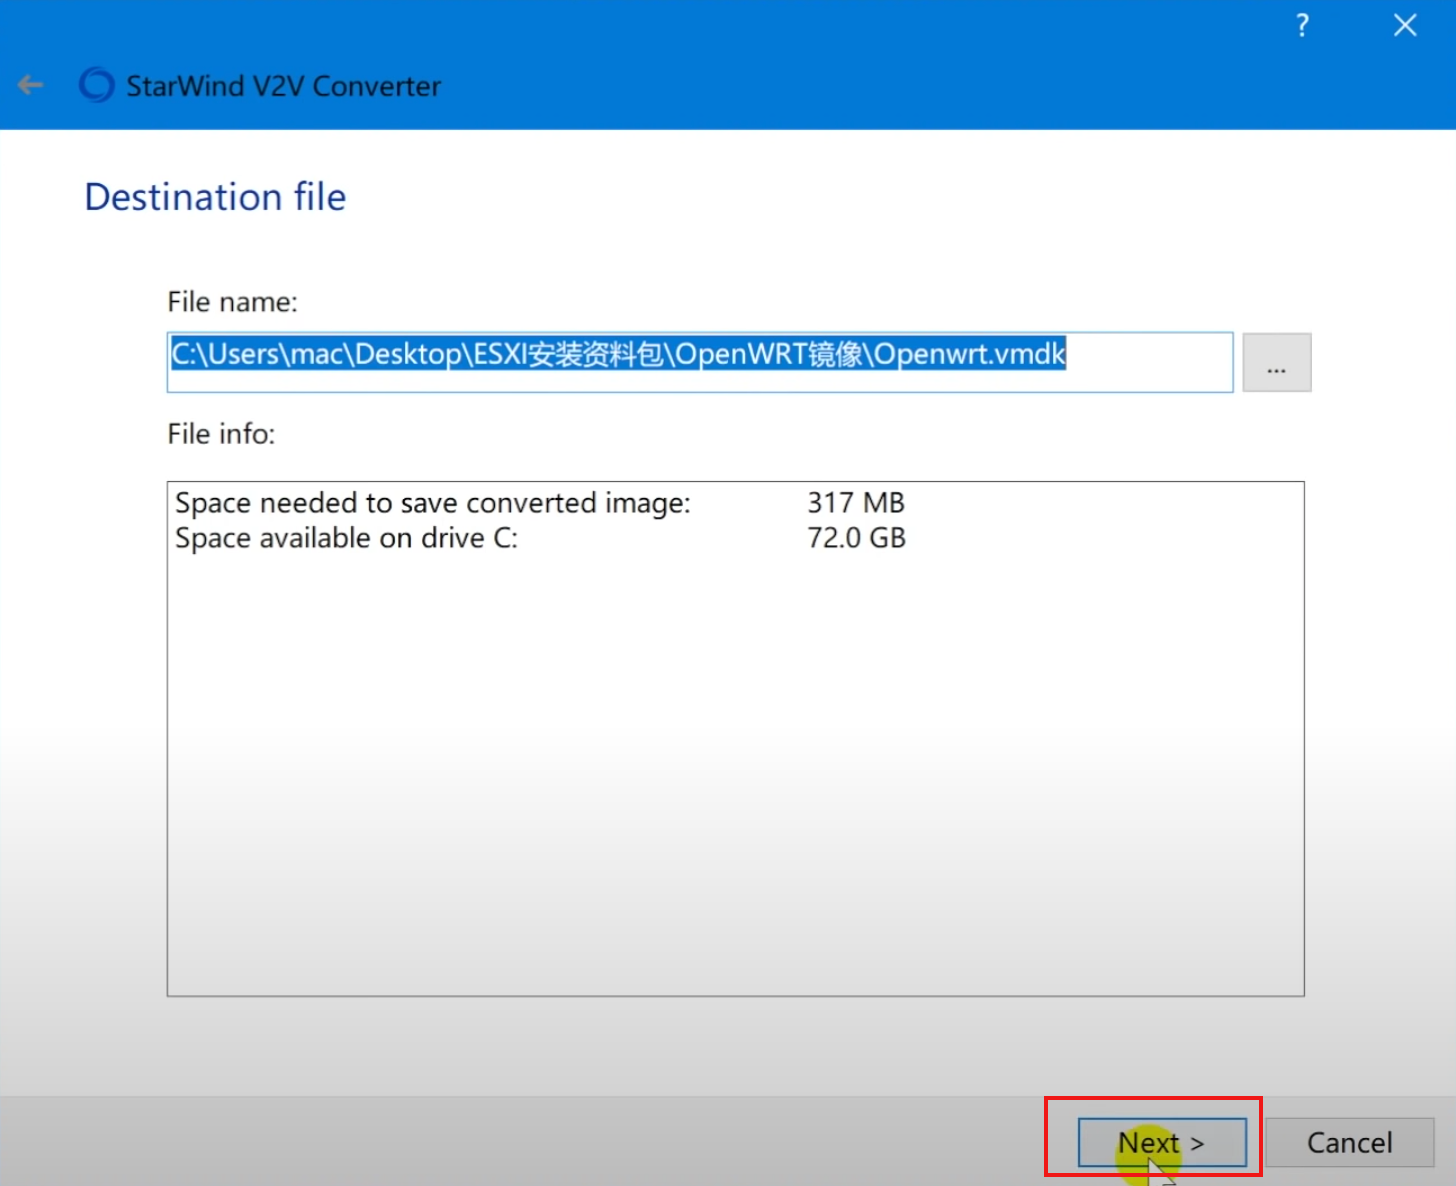 ?
StarWind V2V Converter
Destination file
File name:
C:\Users\mac\Desktop\ESXI安装资料包\OpenWRT镜像\Openwrt.vmdk
...
File info:
Space needed to save converted image: 317 MB
Space available on drive C: 72.0 GB
Next > Cancel